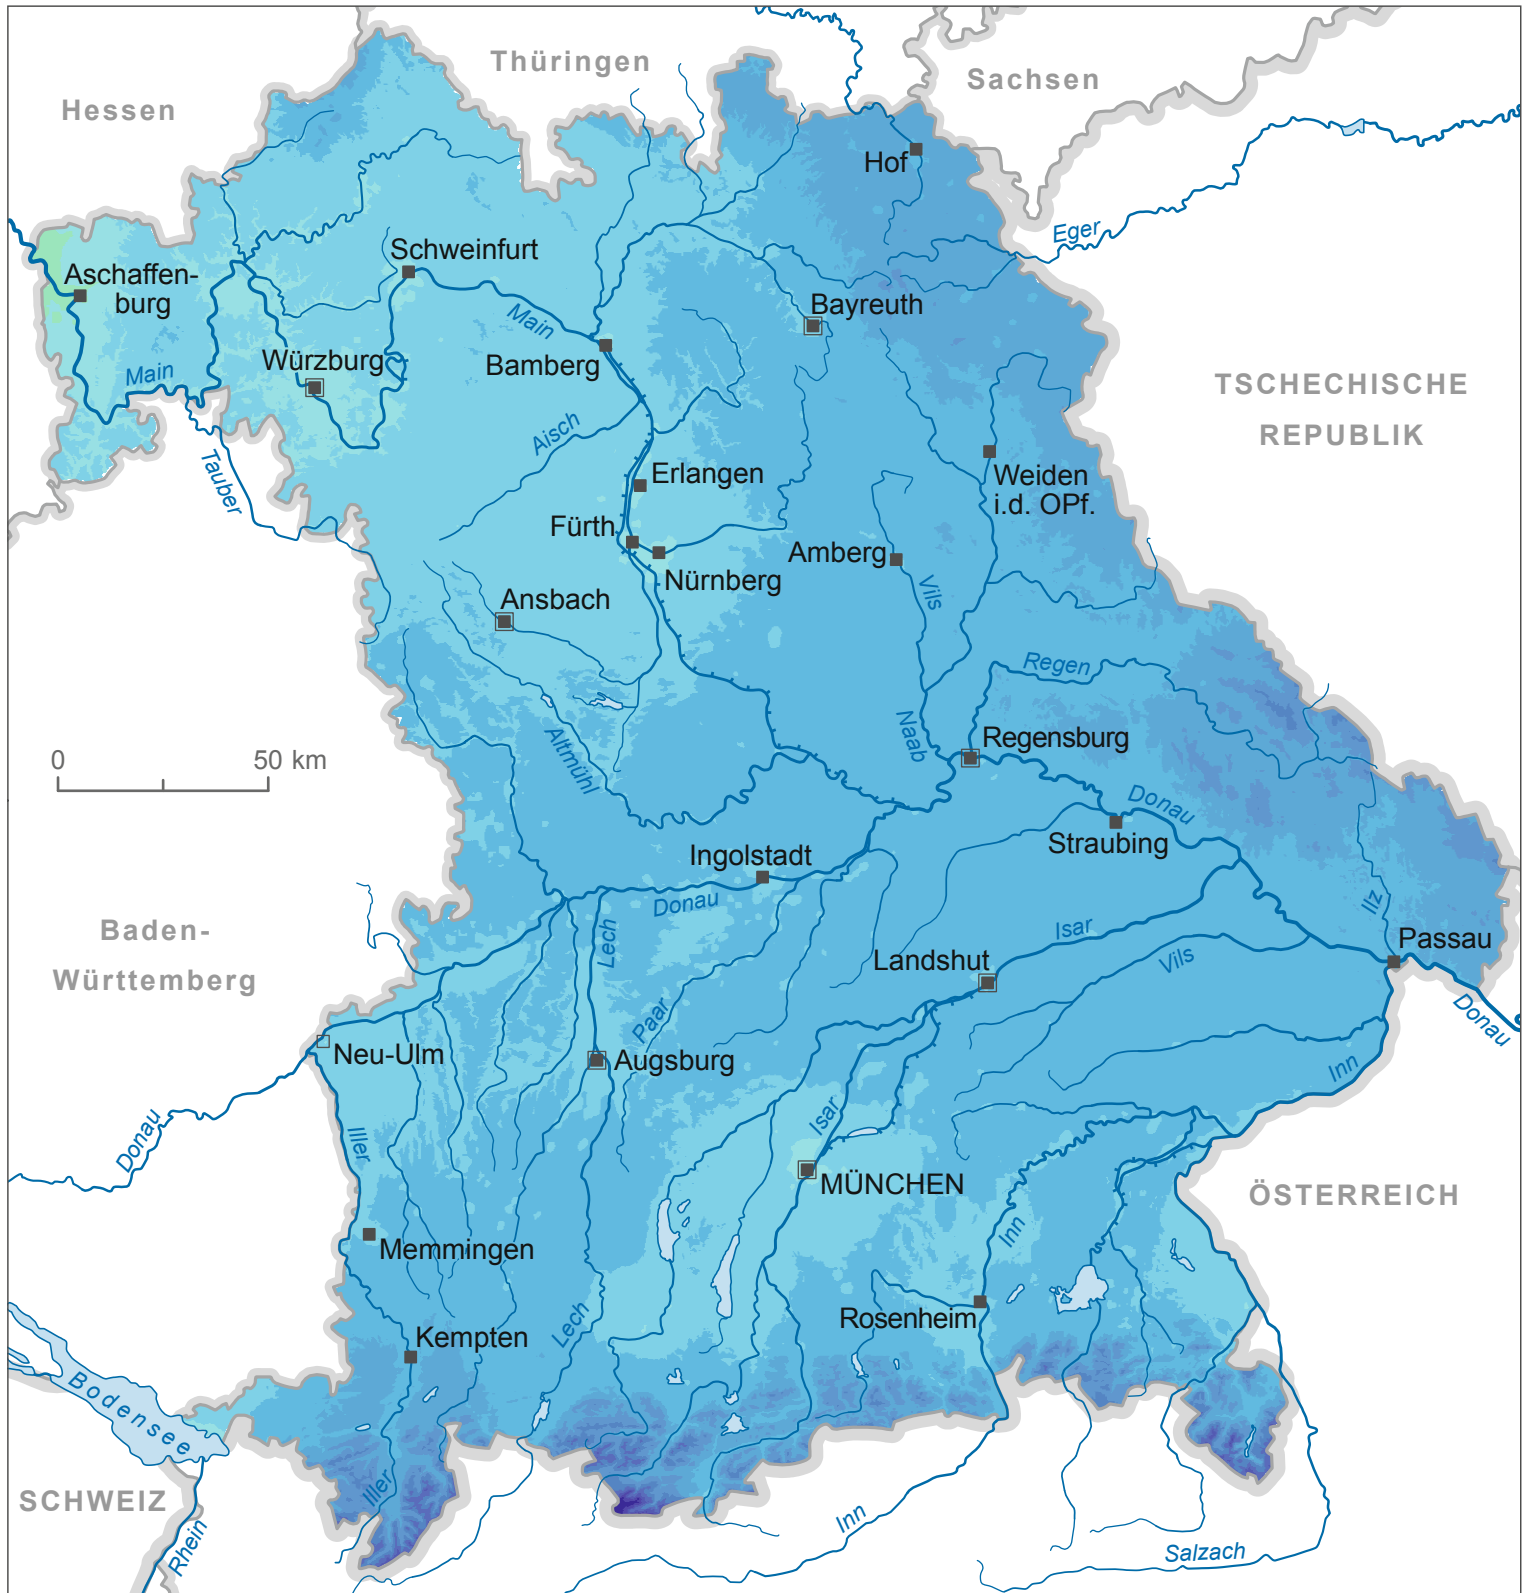 Thüringen
Sachsen
Hessen
Hof
Eger
Schweinfurt
Aschaffen-
burg
Bayreuth
Main
Bamberg
Würzburg
Main
TSCHECHISCHE
REPUBLIK
Aisch
Tauber
Erlangen
Weiden
i.d. OPf.
Fürth
Amberg
Nürnberg
Vils
Ansbach
Regen
Naab
Regensburg
Altmühl
0
50 km
Donau
Straubing
Ingolstadt
Donau
Ilz
Baden-
Württemberg
Lech
Isar
Passau
Landshut
Vils
Donau
Paar
Neu-Ulm
Augsburg
Inn
Isar
Donau
Iller
MÜNCHEN
ÖSTERREICH
Inn
Memmingen
Rosenheim
Lech
Kempten
Bodensee
Iller
SCHWEIZ
Inn
Rhein
Salzach